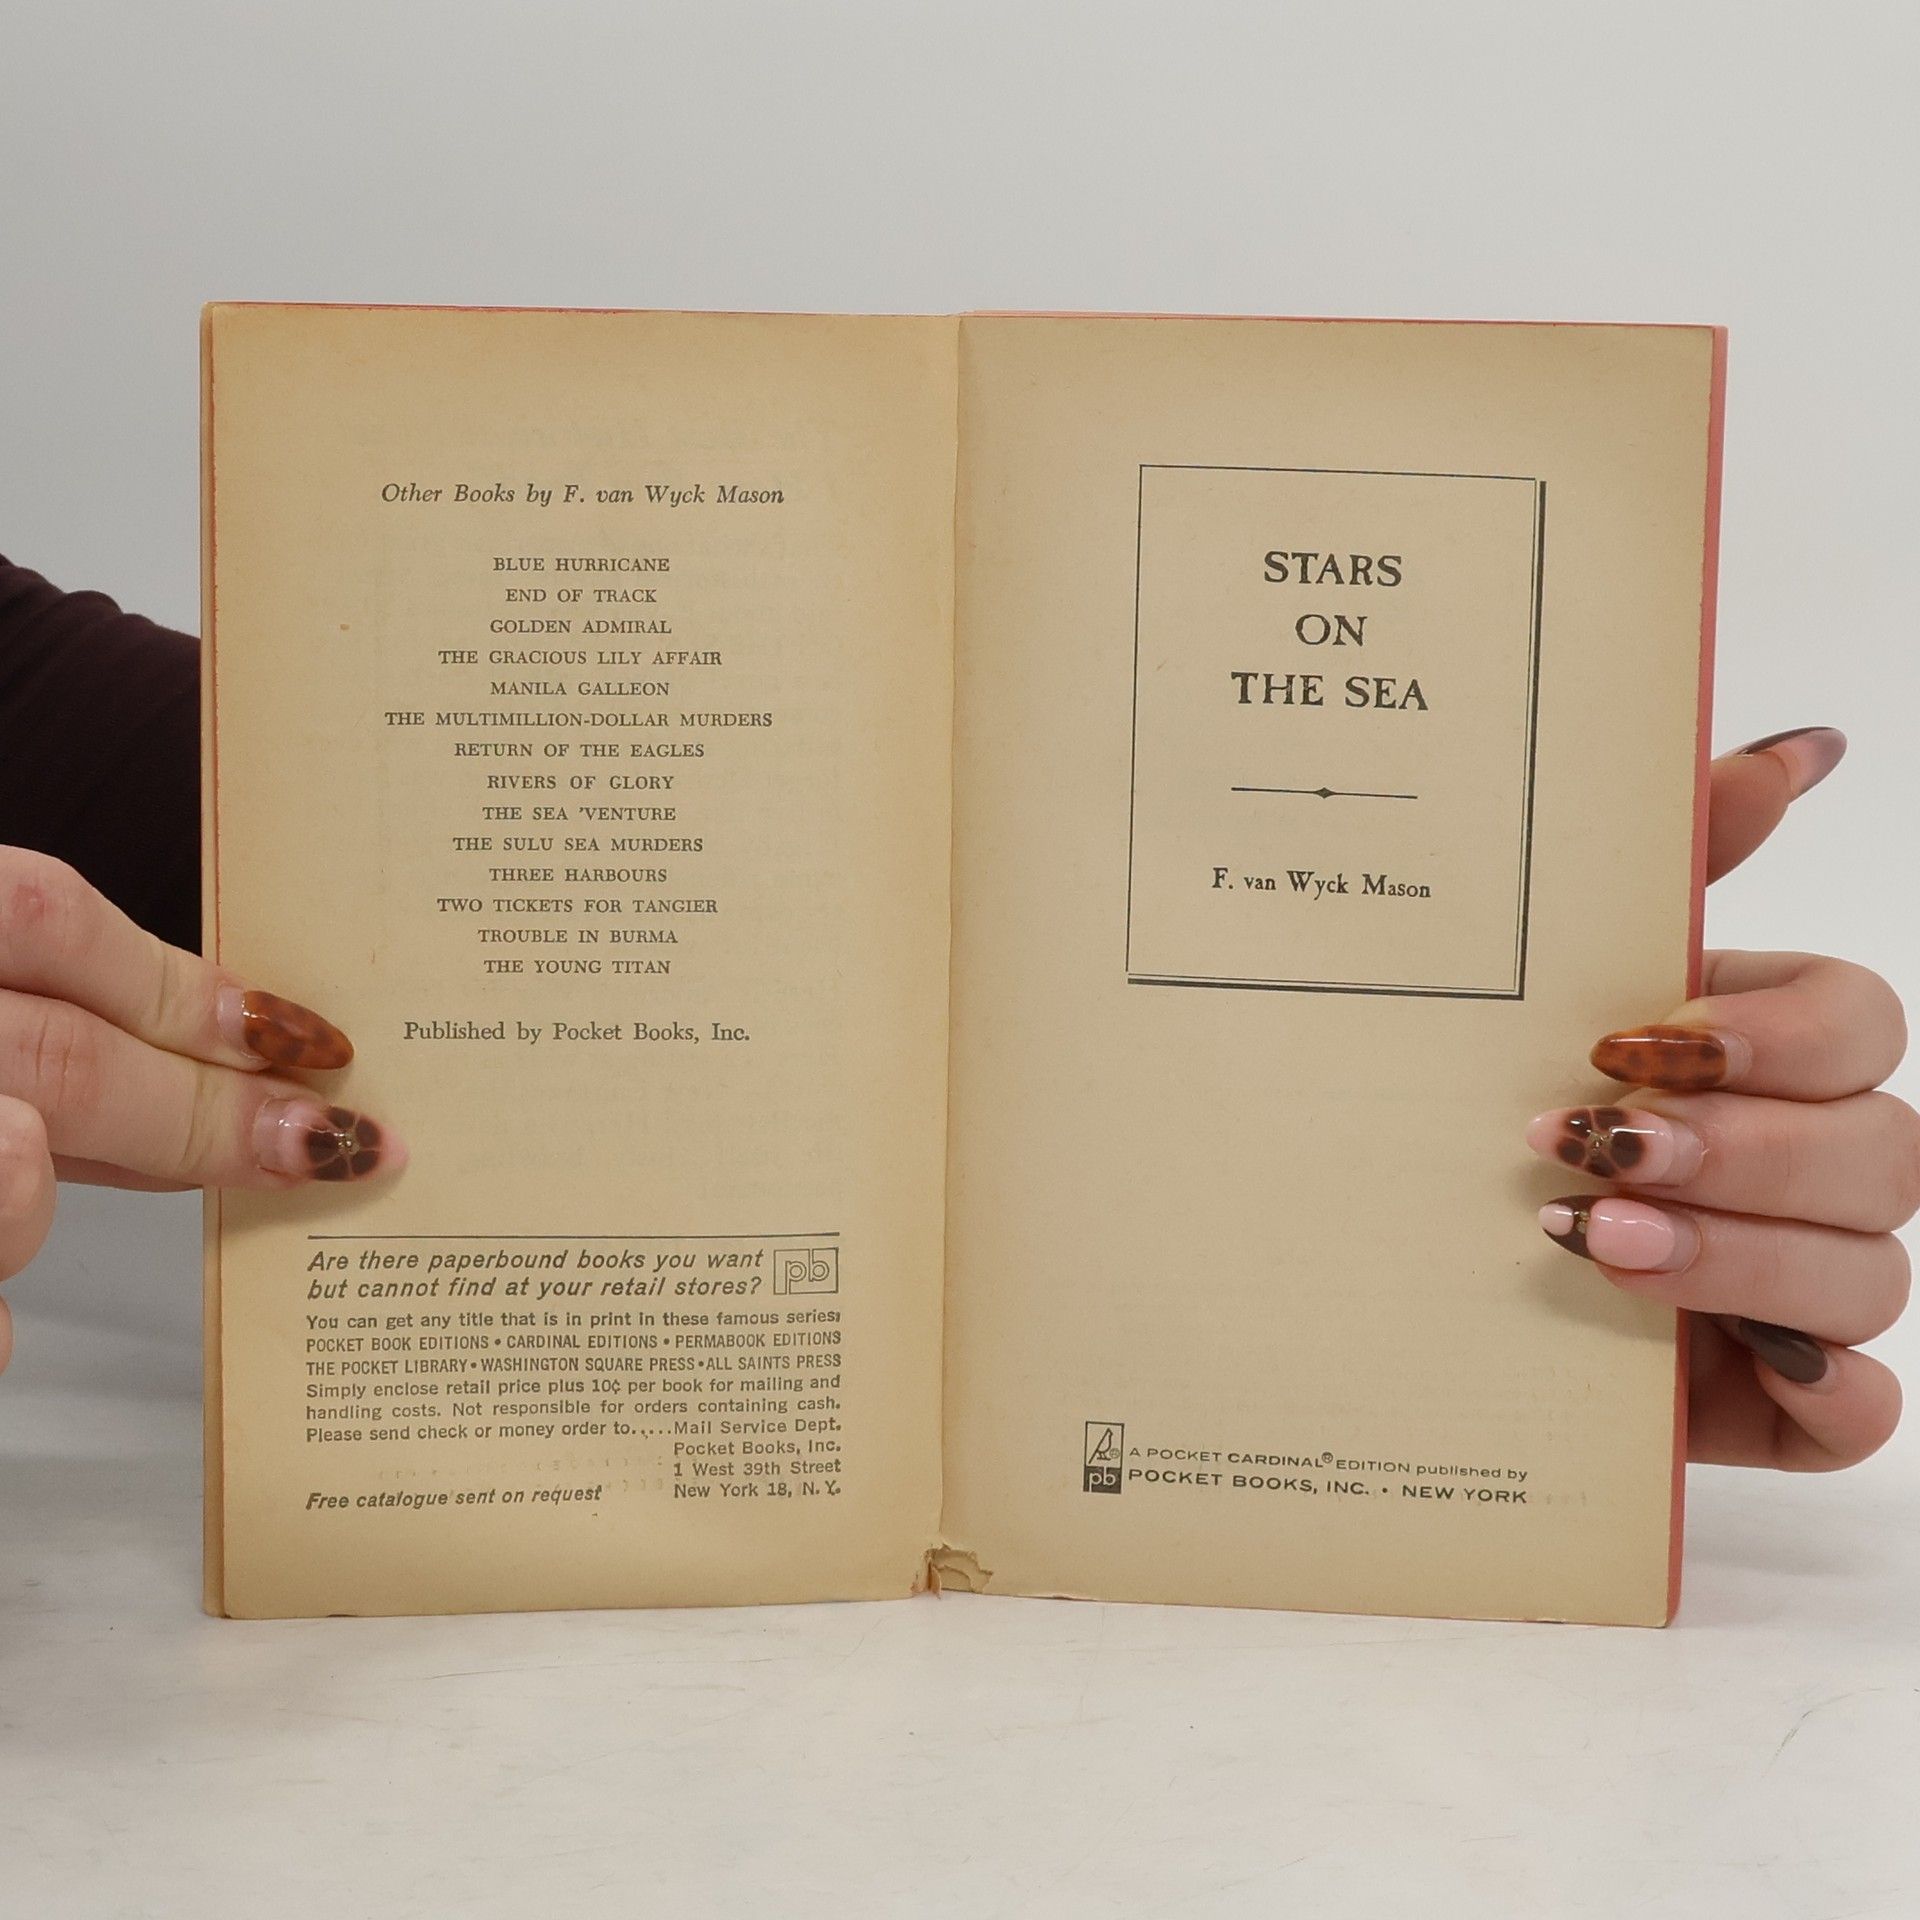 Other Books by F. van Wyck Mason
BLUE HURRICANE
END OF TRACK
GOLDEN ADMIRAL
THE GRACIOUS LILY AFFAIR
MANILA GALLEON
THE MULTIMILLION-DOLLAR MURDERS
RETURN OF THE EAGLES
RIVERS OF GLORY
THE SEA 'VENTURE
THE SULU SEA MURDERS
THREE HARBOURS
TWO TICKETS FOR TANGIER
TROUBLE IN BURMA
THE YOUNG TITAN
Published by Pocket Books, Inc.
Are there paperbound books you want
but cannot find at your retail stores?
pb
You can get any title that is in print in these famous series:
POCKET BOOK EDITIONS • CARDINAL EDITIONS • PERMABOOK EDITIONS
THE POCKET LIBRARY • WASHINGTON SQUARE PRESS • ALL SAINTS PRESS
Simply enclose retail price plus 10¢ per book for mailing and
handling costs. Not responsible for orders containing cash.
Please send check or money order to.....Mail Service Dept.
Pocket Books, Inc.
1 West 39th Street
Free catalogue sent on request New York 18, N.Y.
STARS
ON
THE SEA
F. van Wyck Mason
A POCKET CARDINAL® EDITION published by
pb POCKET BOOKS, INC. • NEW YORK